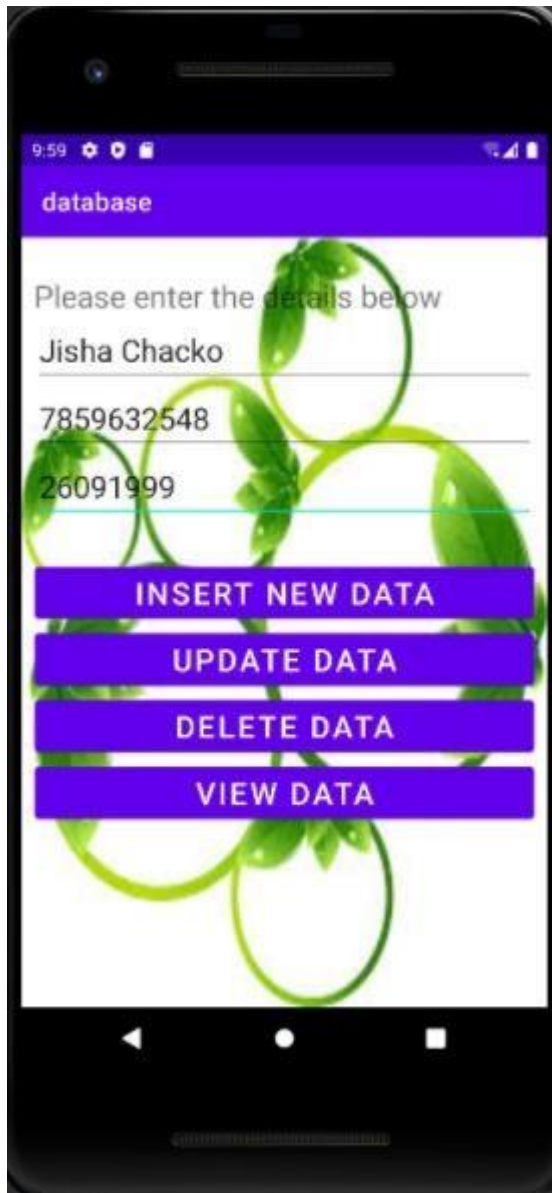 9:59
database
Please enter the details below
Jisha Chacko
7859632548
26091999
INSERT NEW DATA
UPDATE DATA
DELETE DATA
VIEW DATA